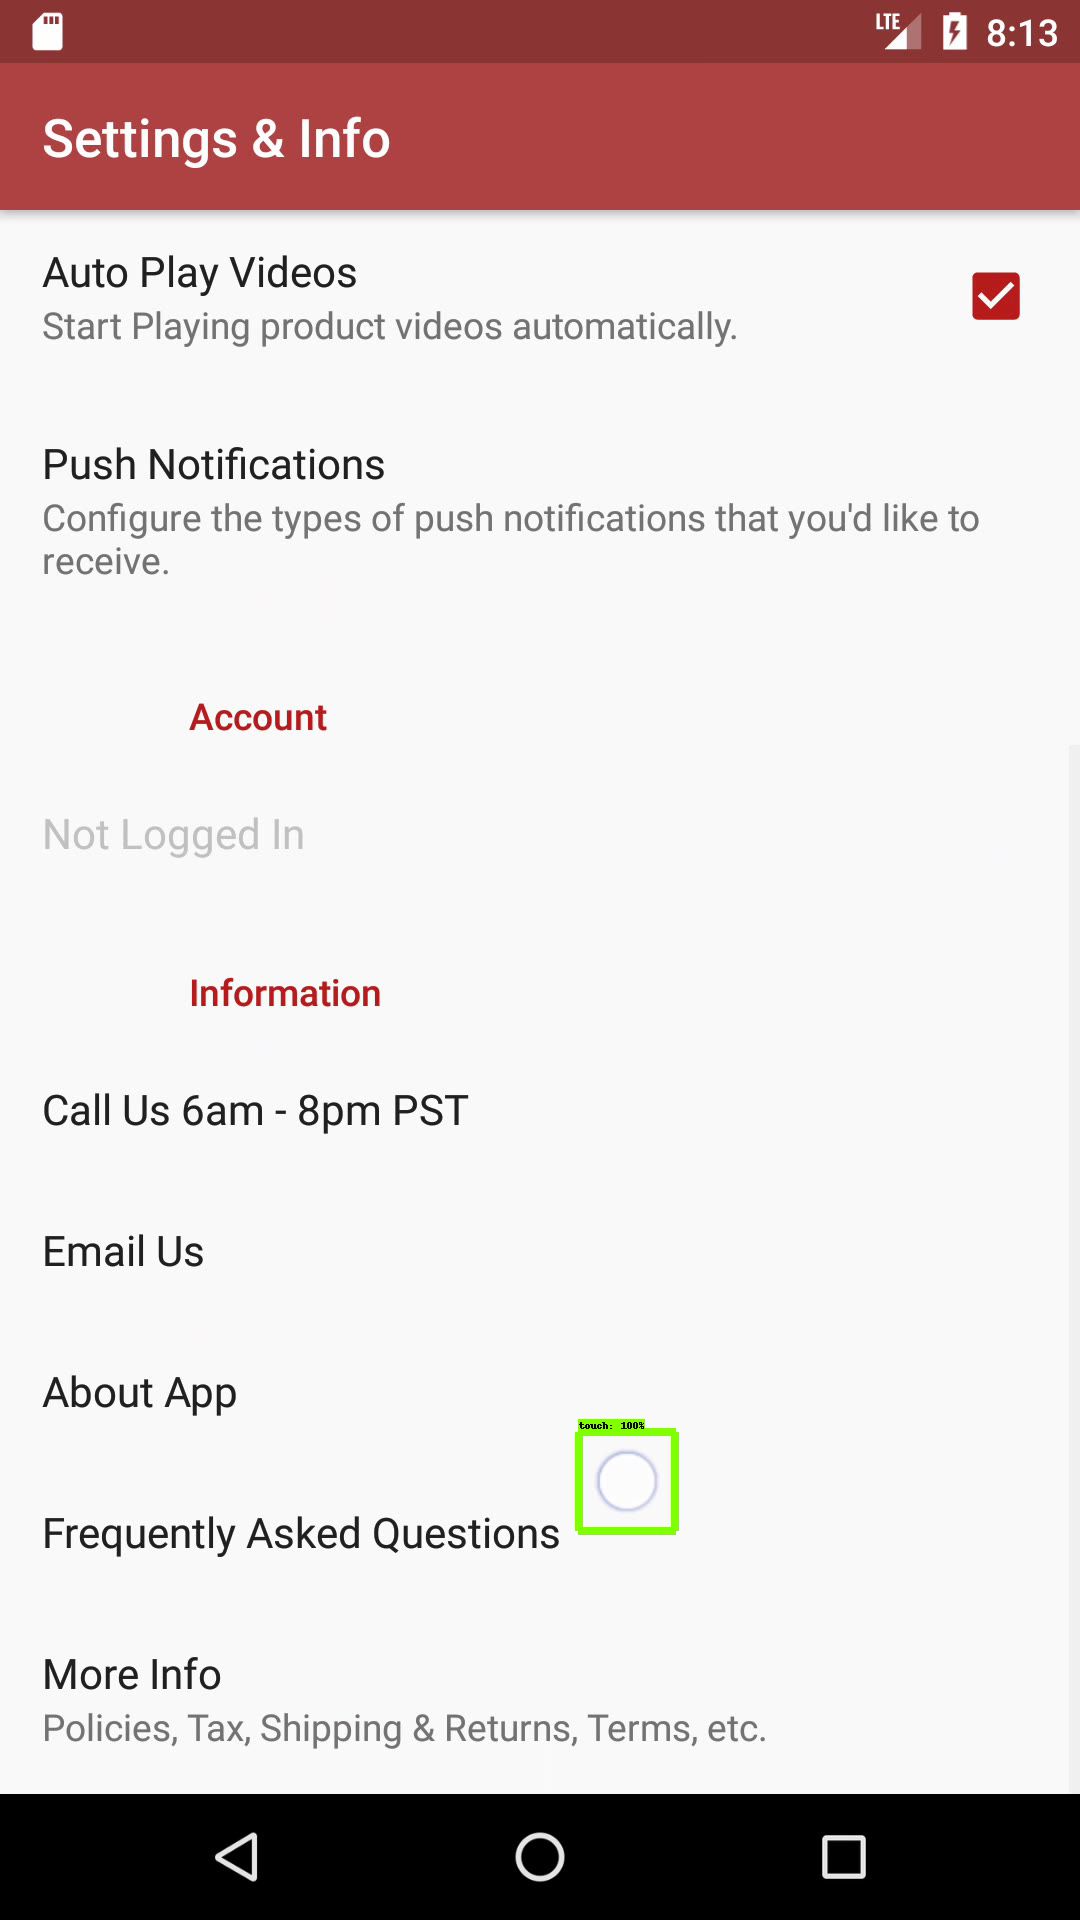 LTE 8:13
Settings & Info
Auto Play Videos
Start Playing product videos automatically.
Push Notifications
Configure the types of push notifications that you'd like to
receive.
Account
Not Logged In
Information
Call Us 6am - 8pm PST
Email Us
About App
touch: 100%
Frequently Asked Questions
More Info
Policies, Tax, Shipping & Returns, Terms, etc.